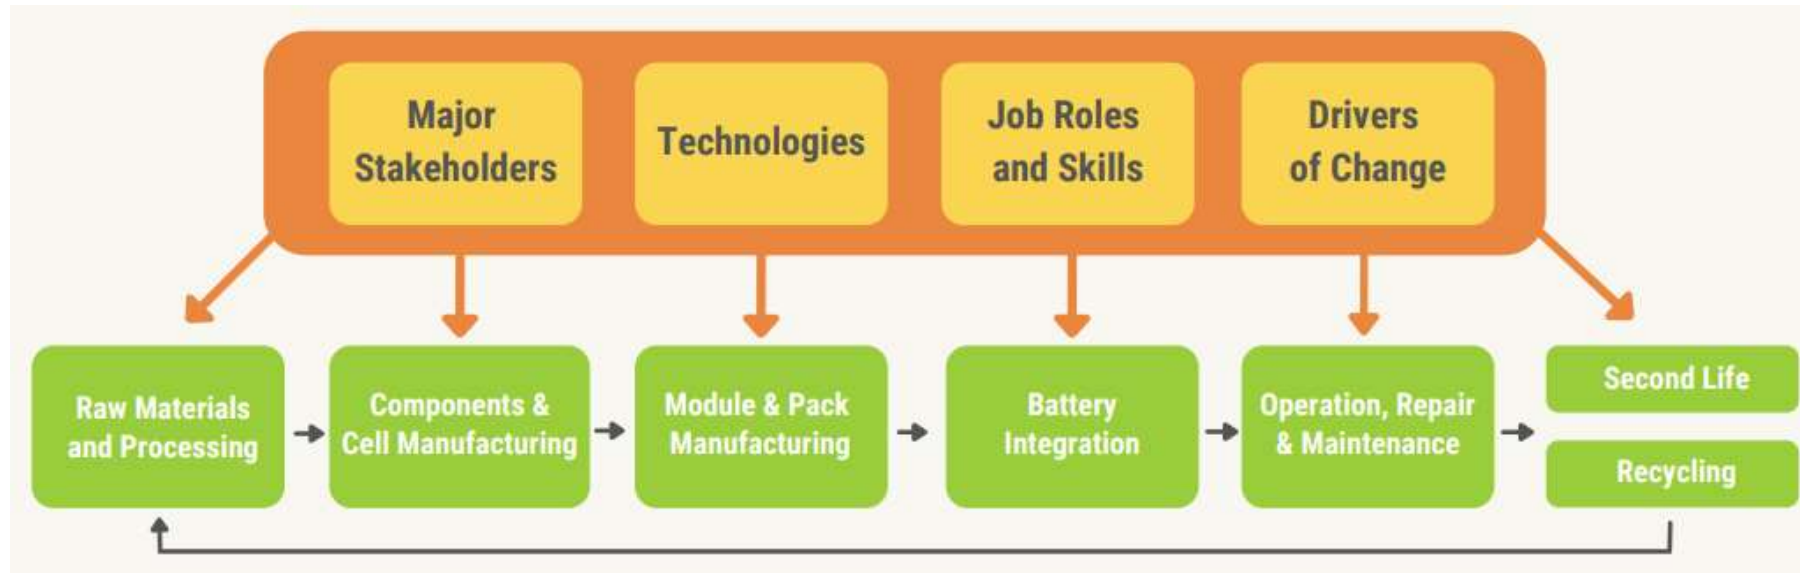 Major
Stakeholders
Technologies
Job Roles
and Skills
Drivers
of Change
Raw Materials
and Processing
Components &
Cell Manufacturing
Module & Pack
Manufacturing
Battery
Integration
Operation, Repair
& Maintenance
Second Life
Recycling